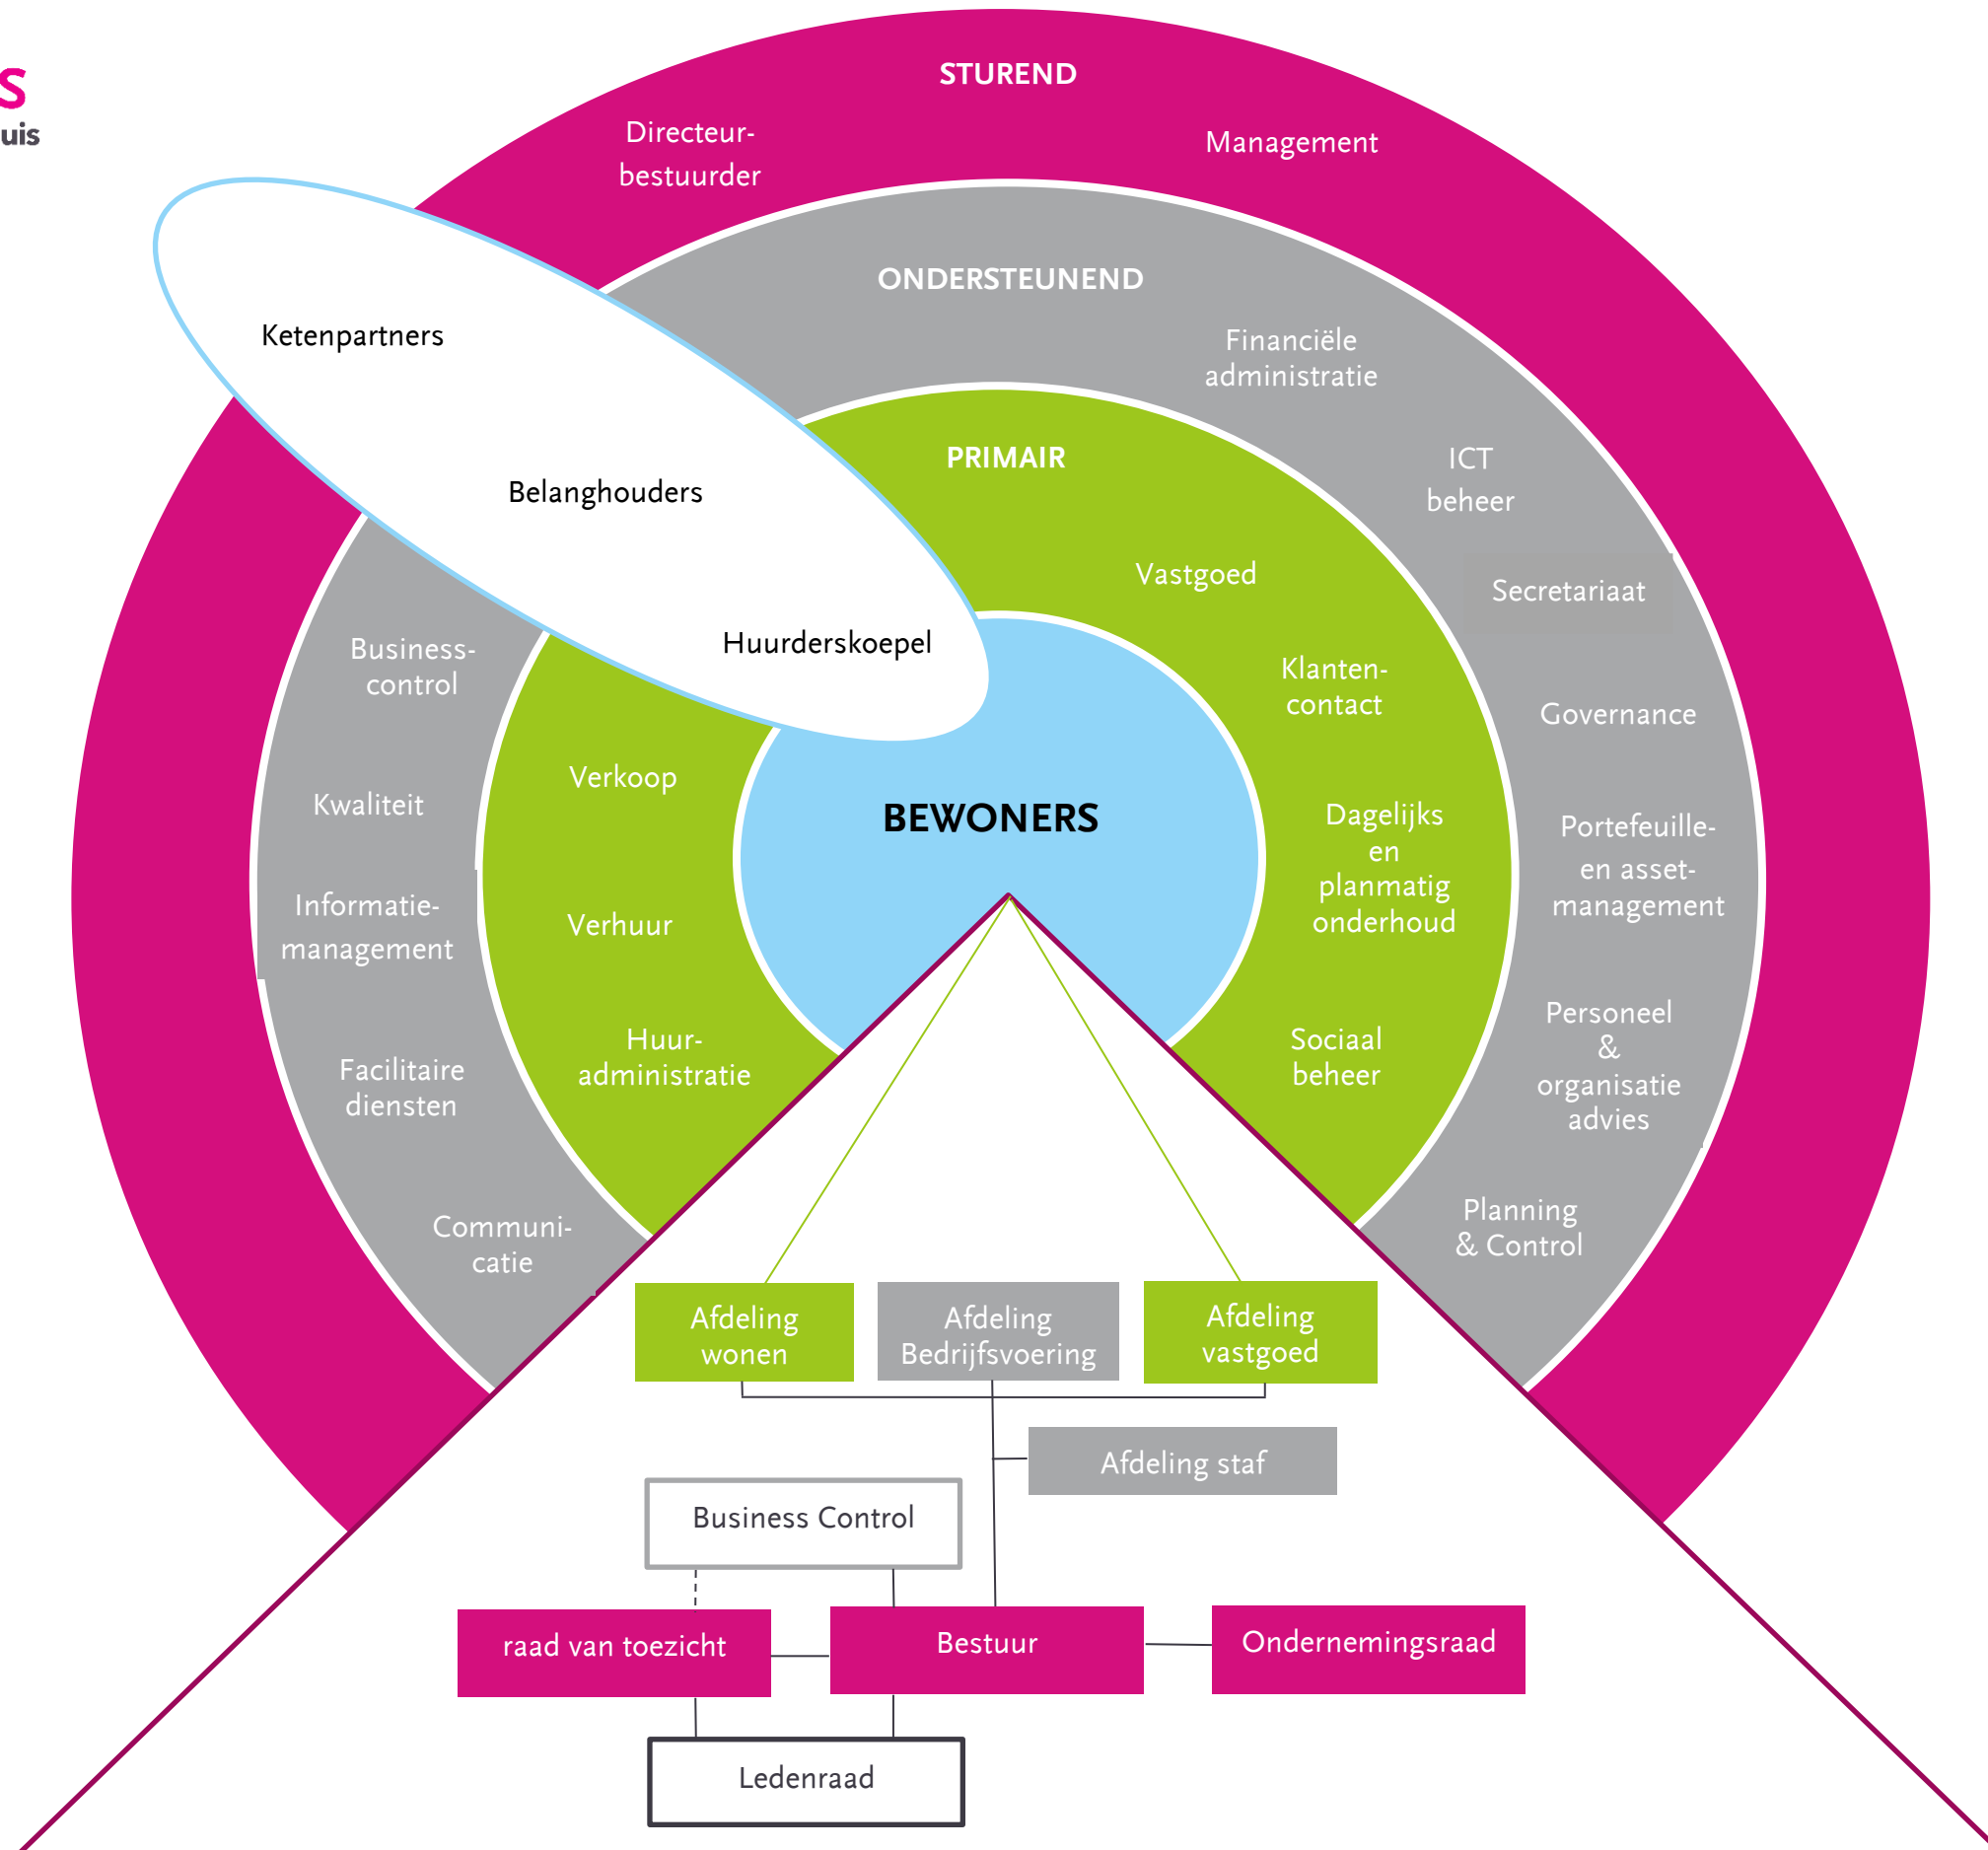 s
uis
STUREND
Directeur-
bestuurder
Management
ONDERSTEUNEND
Ketenpartners
Financiële
administratie
PRIMAIR
ICT
beheer
Belanghouders
Vastgoed
Secretariaat
Huurderskoepel
Business-
control
Klanten-
contact
Governance
Verkoop
Kwaliteit
BEWONERS
Dagelijks
en
planmatig
onderhoud
Portefeuille-
en asset-
management
Informatie-
management
Verhuur
Huur-
administratie
Sociaal
beheer
Personeel
&
organisatie
advies
Facilitaire
diensten
Communi-
catie
Planning
& Control
Afdeling
wonen
Afdeling
Bedrijfsvoering
Afdeling
vastgoed
Afdeling staf
Business Control
raad van toezicht
Bestuur
Ondernemingsraad
Ledenraad